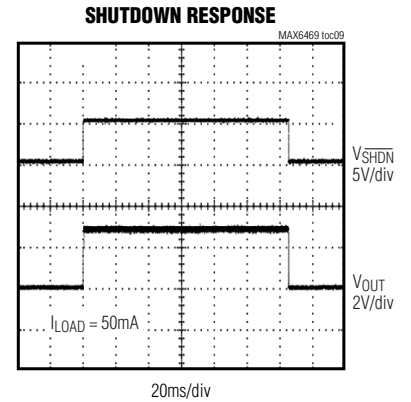 SHUTDOWN RESPONSE
MAX6469 toc09
VSHDN
5V/div
VOUT
2V/div
ILOAD = 50mA
20ms/div